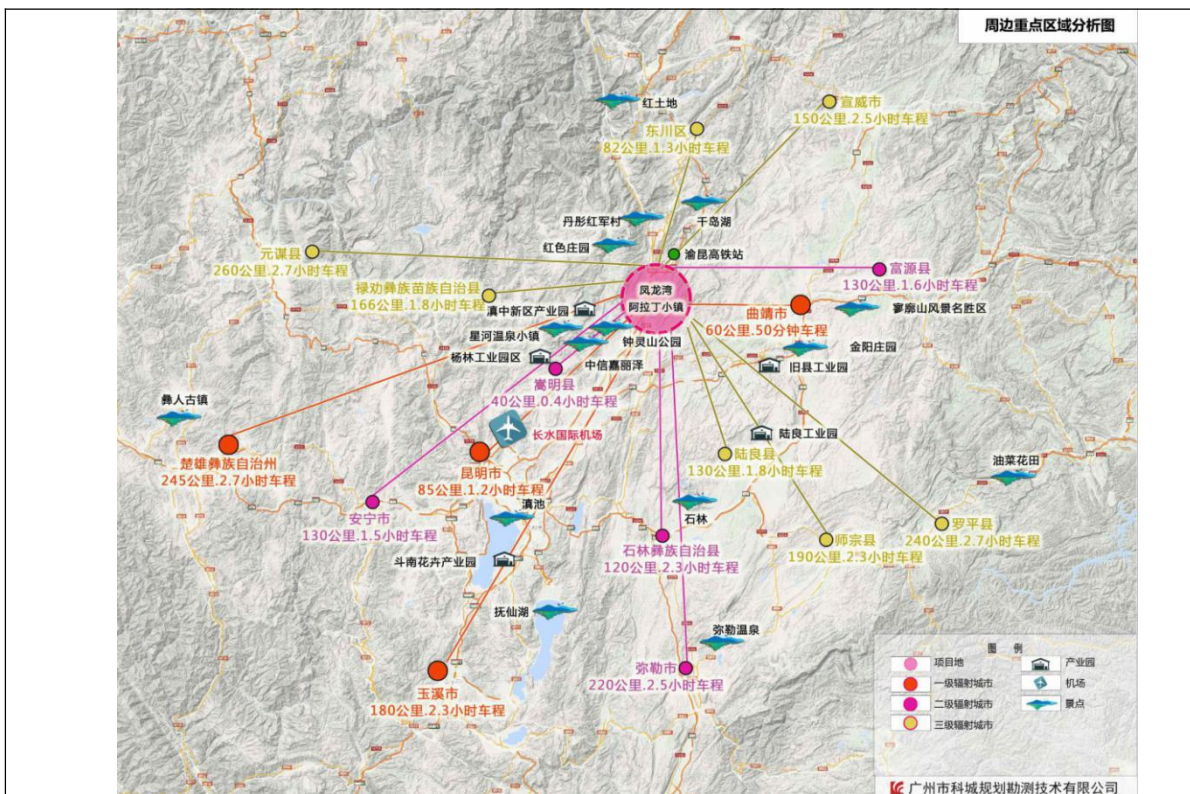 周边重点区域分析图
红土地
宣威市
150公里.2.5小时车程
东川区
82公里.1.3小时车程
丹彤红军村
千岛湖
红色庄园
渝昆高铁站
元谋县
260公里.2.7小时车程
富源县
130公里.1.6小时车程
禄劝彝族苗族自治县
166公里.1.8小时车程
凤龙湾
阿拉丁小镇
滇中新区产业园
曲靖市
60公里.50分钟车程
寥廓山风景名胜区
星河温泉小镇
钟灵山公园
金阳庄园
杨林工业园区
中信嘉丽泽
旧县工业园
嵩明县
40公里.0.4小时车程
彝人古镇
长水国际机场
陆良工业园
楚雄彝族自治州
245公里.2.7小时车程
昆明市
85公里.1.2小时车程
陆良县
130公里.1.8小时车程
油菜花田
滇池
石林
安宁市
130公里.1.5小时车程
罗平县
240公里.2.7小时车程
石林彝族自治县
120公里.2.3小时车程
师宗县
190公里.2.3小时车程
斗南花卉产业园
抚仙湖
弥勒温泉
弥勒市
220公里.2.5小时车程
玉溪市
180公里.2.3小时车程
图 例
项目地
产业园
一级辐射城市
机场
二级辐射城市
景点
三级辐射城市
广州市科城规划勘测技术有限公司